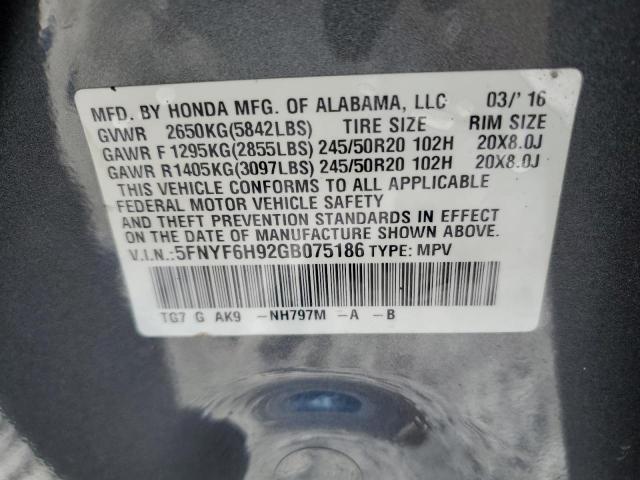 MFD. BY HONDA MFG. OF ALABAMA, LLC 03/'16
GVWR 2650KG(5842LBS) TIRE SIZE RIM SIZE
GAWR F1295KG(2855LBS) 245/50R20 102H 20X8.0J
GAWR R1405KG(3097LBS) 245/50R20 102H 20X8.0J
THIS VEHICLE CONFORMS TO ALL APPLICABLE
FEDERAL MOTOR VEHICLE SAFETY
AND THEFT PREVENTION STANDARDS IN EFFECT
ON THE DATE OF MANUFACTURE SHOWN ABOVE.
V.I.N.:5FNYF6H92GB075186 TYPE: MPV
TG7 G AK9 -NH797M -A -B